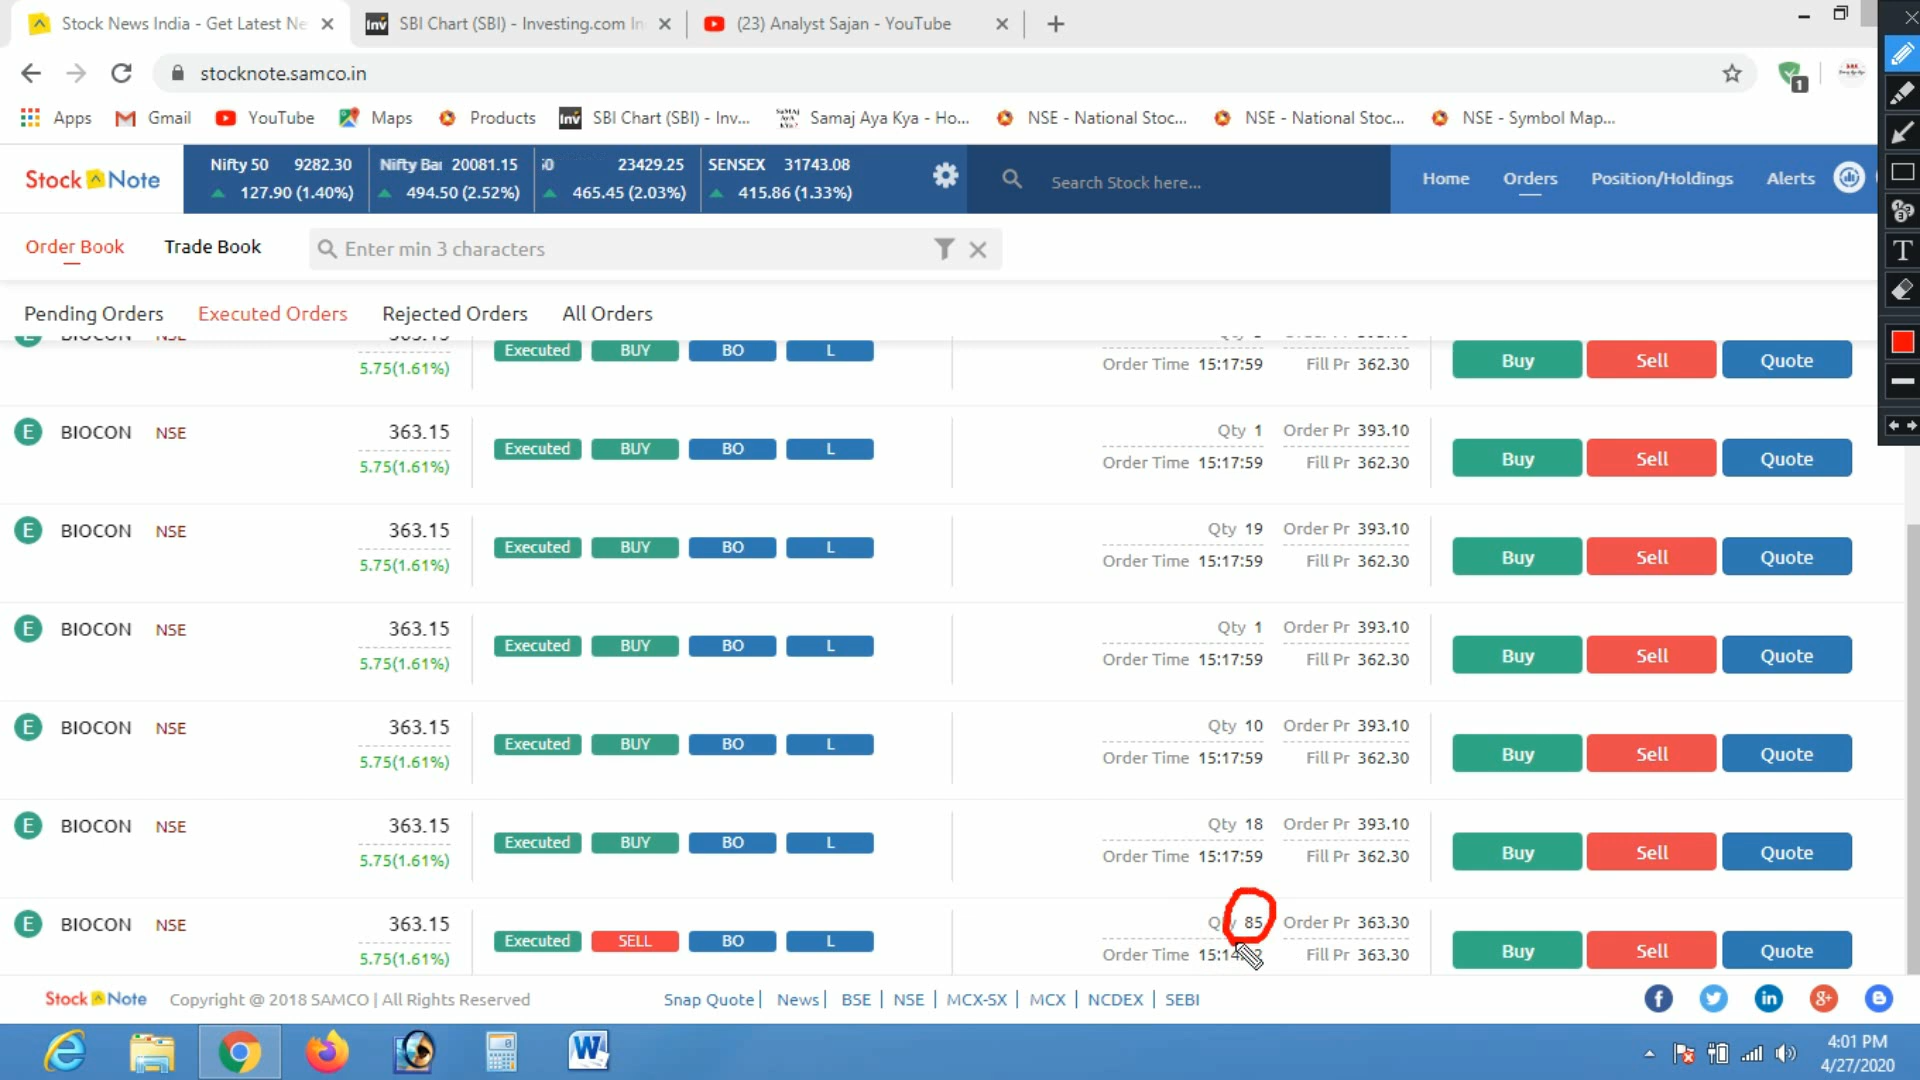 Stock News India - Get Latest Ne
SBI Chart (SBI) - Investing.com In
(23) Analyst Sajan - YouTube
stocknote.samco.in
1
Apps Gmail YouTube Maps Products SBI Chart (SBI) - Inv... Samaj Aya Kya - Ho... NSE - National Stoc... NSE - National Stoc... NSE - Symbol Map...
Stock Note
Nifty 50 9282.30
127.90 (1.40%)
Nifty Bar 20081.15
494.50 (2.52%)
23429.25
465.45 (2.03%)
SENSEX 31743.08
415.86 (1.33%)
Search Stock here...
Home Orders Position/Holdings Alerts
Order Book Trade Book Enter min 3 characters
Pending Orders Executed Orders Rejected Orders All Orders
5.75(1.61%) Executed BUY BO L Order Time 15:17:59 Fill Pr 362.30 Buy Sell Quote
E BIOCON NSE 363.15 Qty 1 Order Pr 393.10
5.75(1.61%) Executed BUY BO L Order Time 15:17:59 Fill Pr 362.30 Buy Sell Quote
E BIOCON NSE 363.15 Qty 19 Order Pr 393.10
5.75(1.61%) Executed BUY BO L Order Time 15:17:59 Fill Pr 362.30 Buy Sell Quote
E BIOCON NSE 363.15 Qty 1 Order Pr 393.10
5.75(1.61%) Executed BUY BO L Order Time 15:17:59 Fill Pr 362.30 Buy Sell Quote
E BIOCON NSE 363.15 Qty 10 Order Pr 393.10
5.75(1.61%) Executed BUY BO L Order Time 15:17:59 Fill Pr 362.30 Buy Sell Quote
E BIOCON NSE 363.15 Qty 18 Order Pr 393.10
5.75(1.61%) Executed BUY BO L Order Time 15:17:59 Fill Pr 362.30 Buy Sell Quote
E BIOCON NSE 363.15 Qty 85 Order Pr 363.30
5.75(1.61%) Executed SELL BO L Order Time Fill Pr 363.30 Buy Sell Quote
Stock Note Copyright @ 2018 SAMCO | All Rights Reserved Snap Quote | News | BSE | NSE | MCX-SX | MCX | NCDEX | SEBI
4:01 PM
4/27/2020